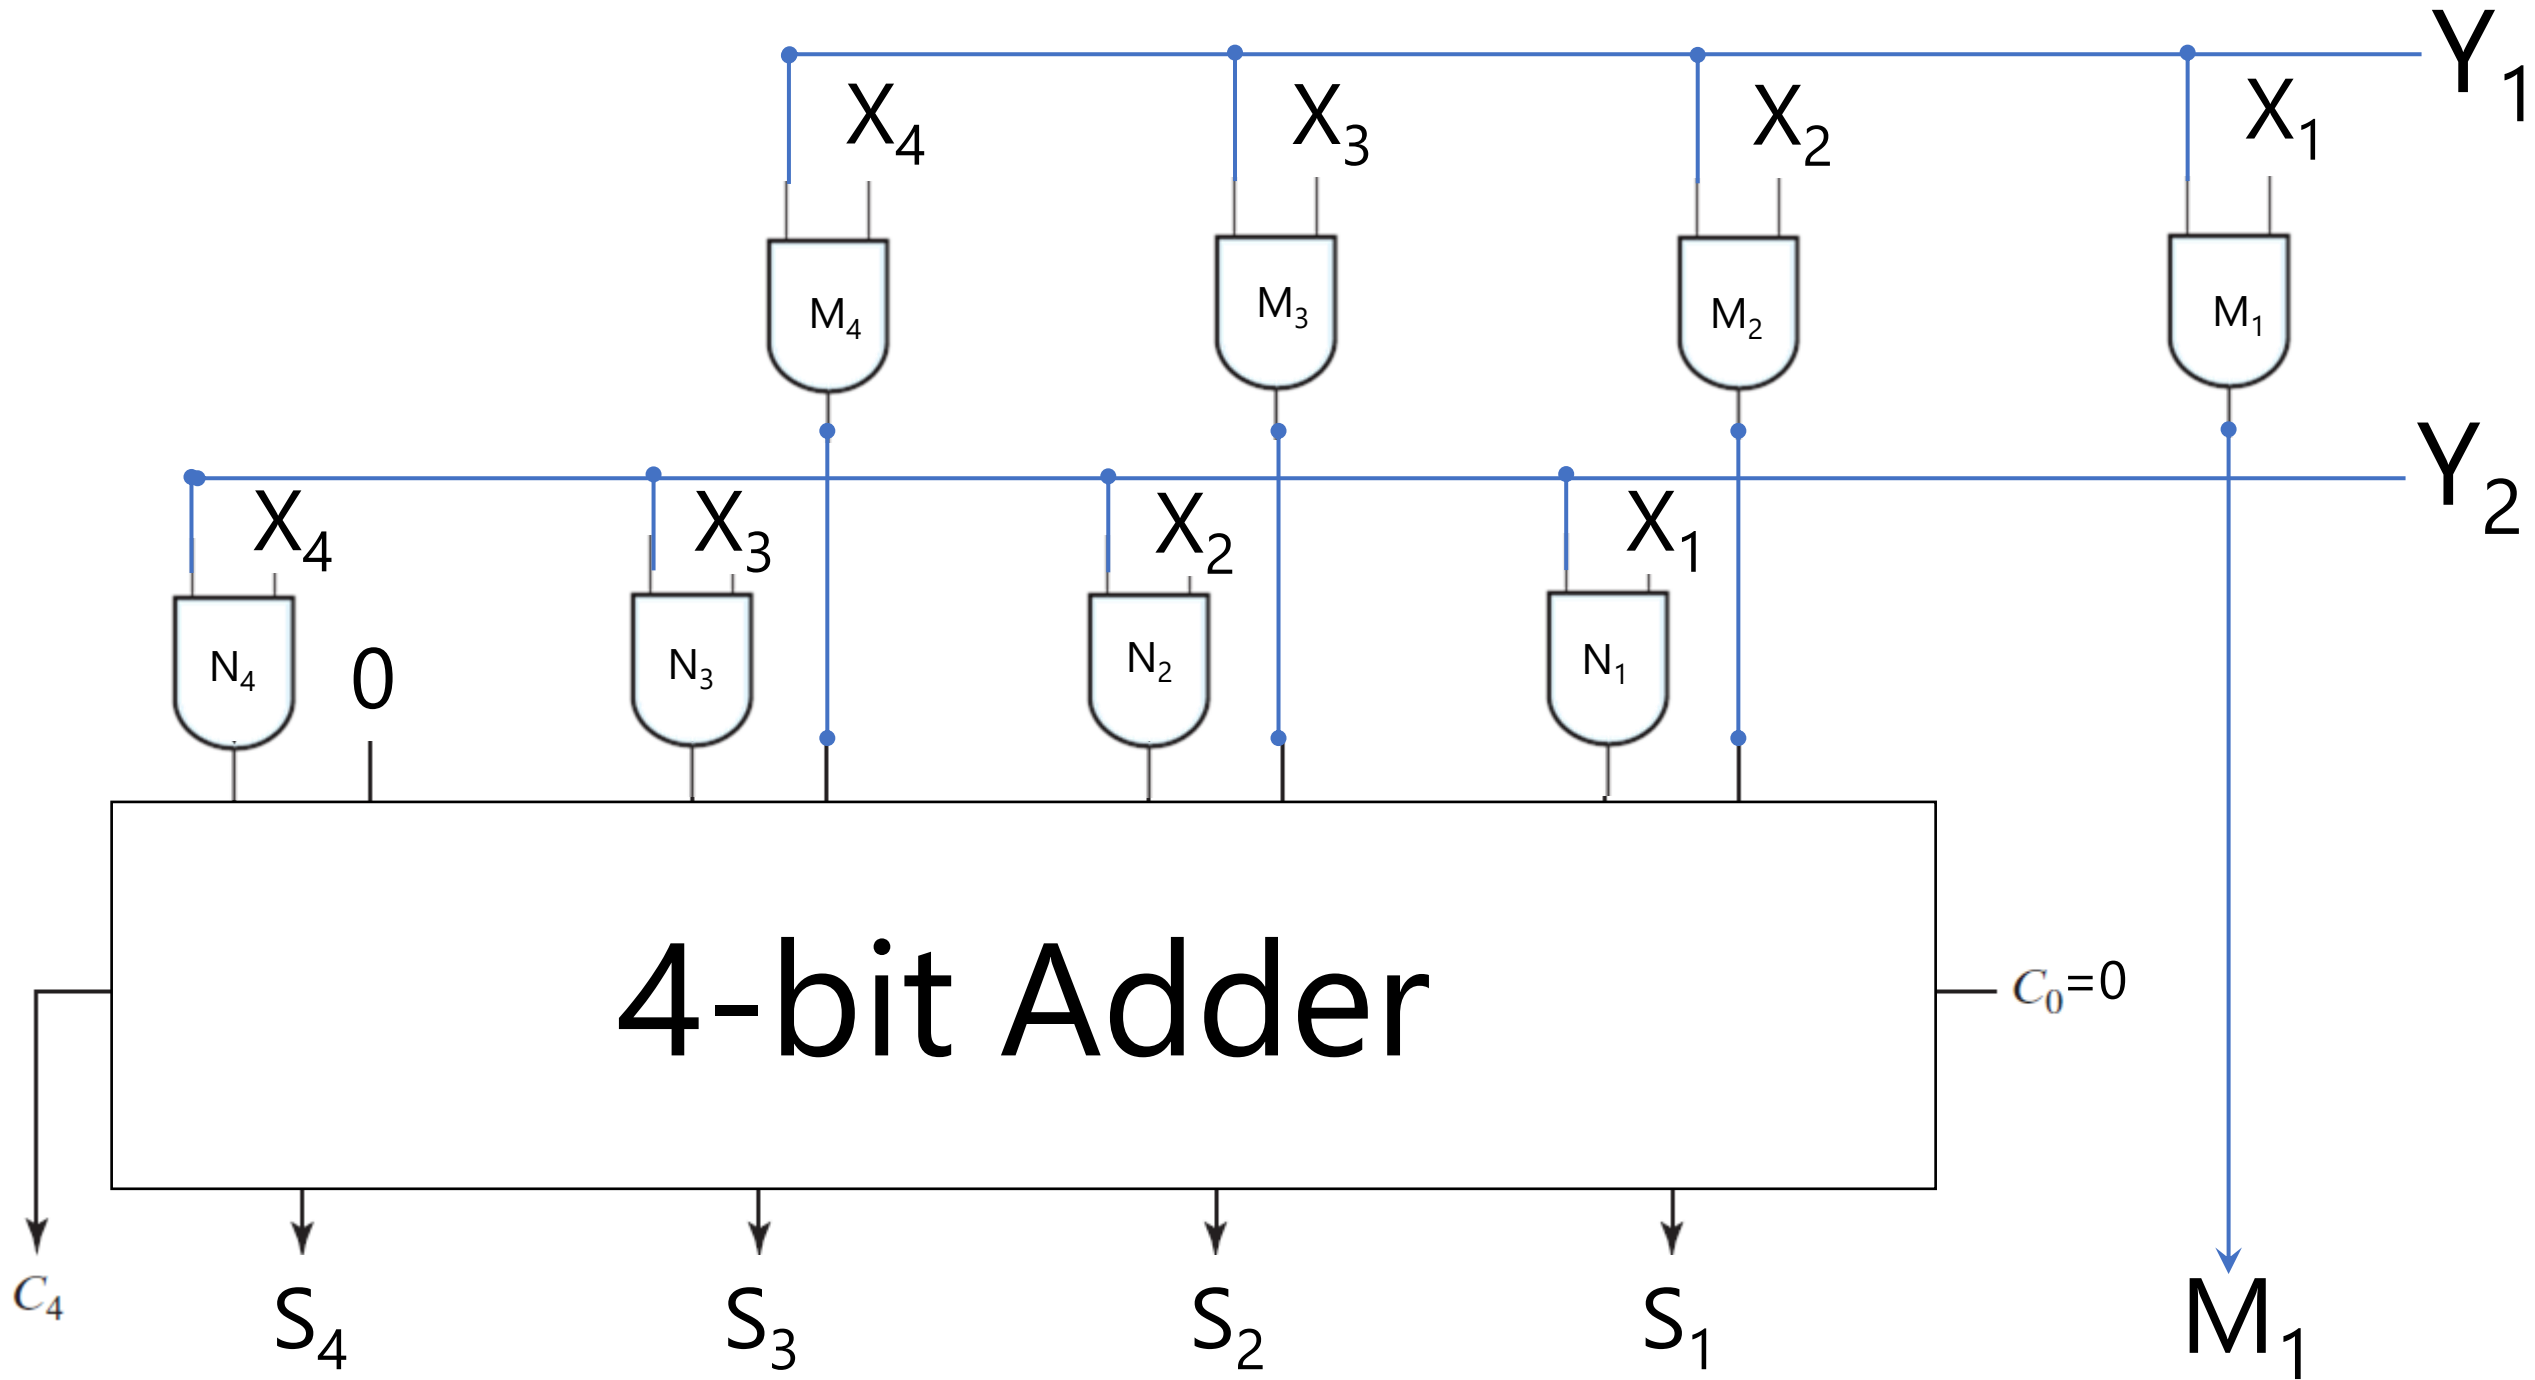 Y₁
X₄ X₃ X₂ X₁
M₄ M₃ M₂ M₁
Y₂
X₄ X₃ X₂ X₁
N₄ 0 N₃ N₂ N₁
4-bit Adder
C₀=0
C₄ S₄ S₃ S₂ S₁ M₁